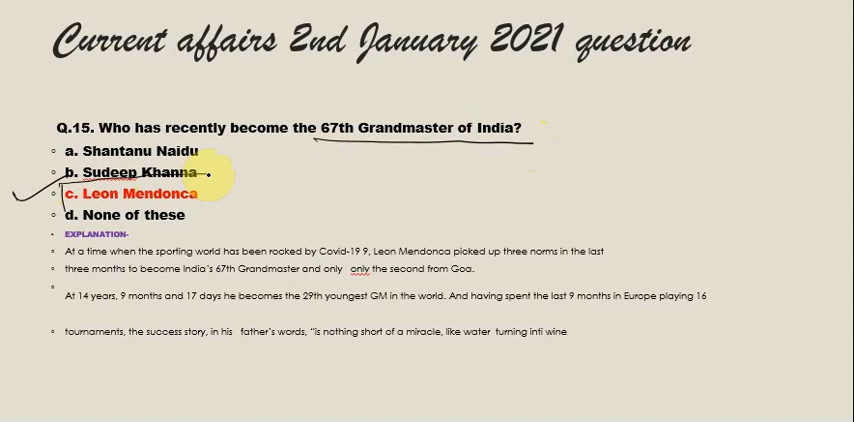 Current affairs 2nd January 2021 question
Q.15. Who has recently become the 67th Grandmaster of India?
a. Shantanu Naidu
b. Sudeep Khanna
c. Leon Mendonca
d. None of these
EXPLANATION-
At a time when the sporting world has been rocked by Covid-19 9, Leon Mendonca picked up three norms in the last
three months to become India's 67th Grandmaster and only only the second from Goa.
At 14 years, 9 months and 17 days he becomes the 29th youngest GM in the world. And having spent the last 9 months in Europe playing 16
tournaments, the success story, in his father's words, "is nothing short of a miracle, like water turning inti wine